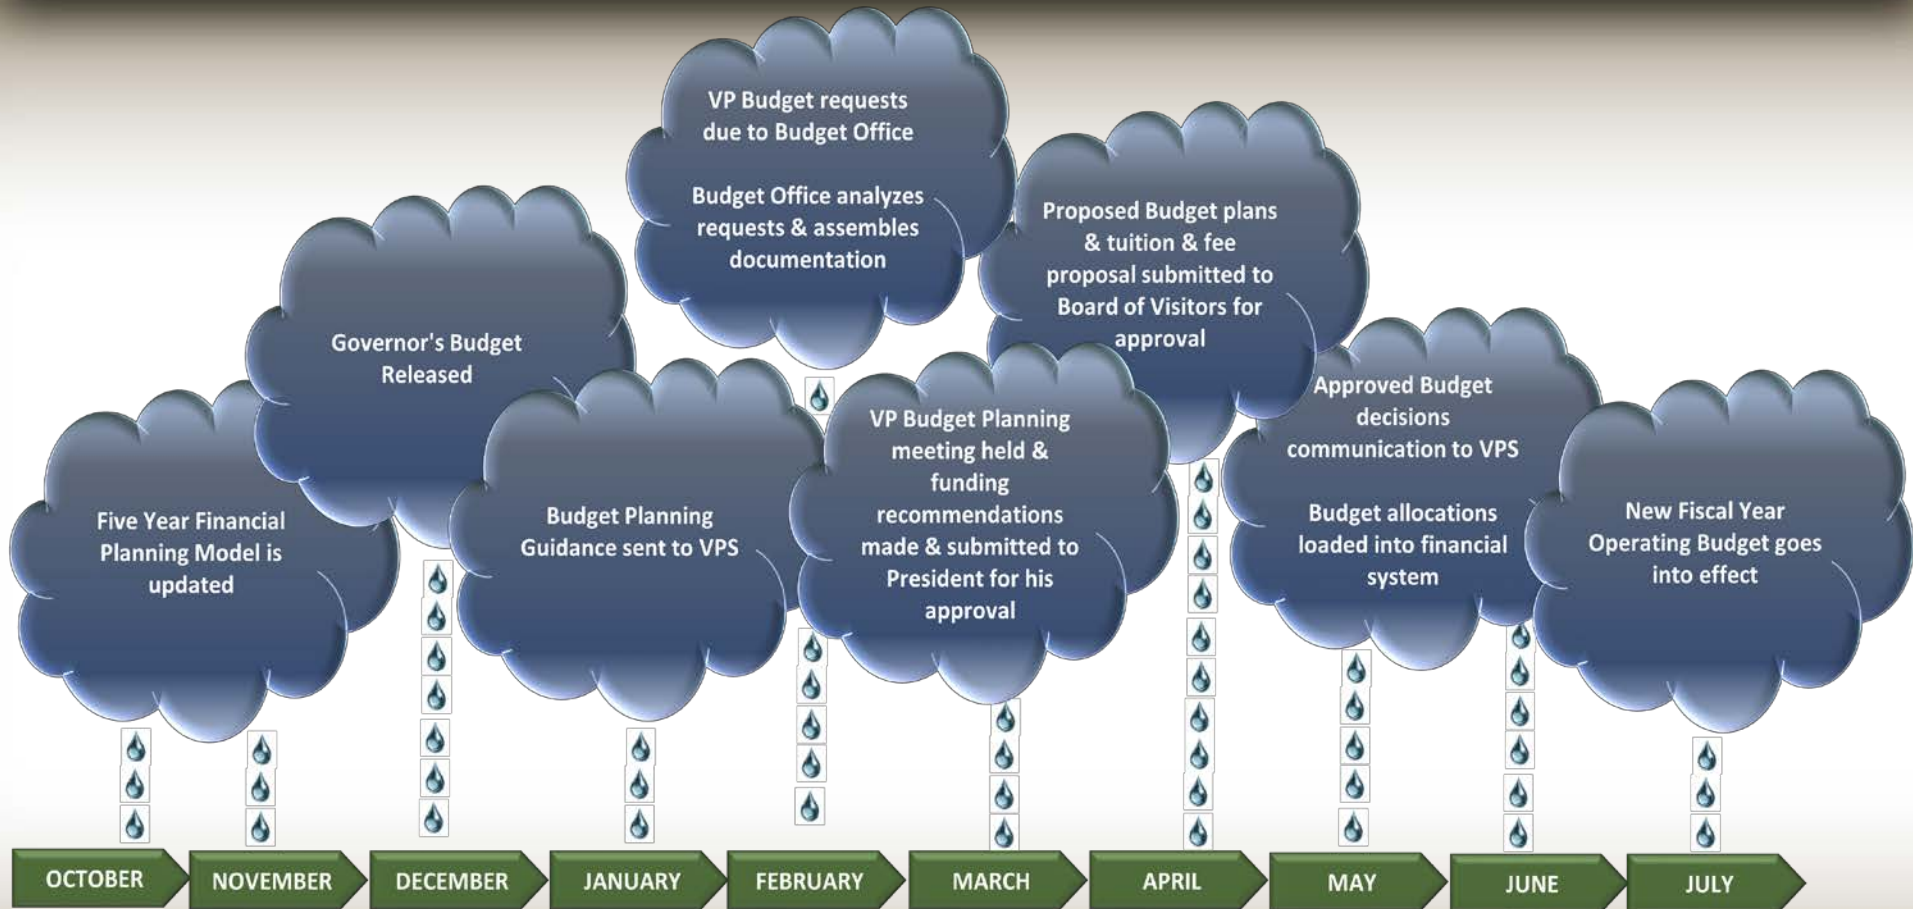 Five Year Financial
Planning Model is
updated
Governor's Budget
Released
Budget Planning
Guidance sent to VPS
VP Budget requests
due to Budget Office
Budget Office analyzes
requests & assembles
documentation
VP Budget Planning
meeting held &
funding
recommendations
made & submitted to
President for his
approval
Proposed Budget plans
& tuition & fee
proposal submitted to
Board of Visitors for
approval
Approved Budget
decisions
communication to VPS
Budget allocations
loaded into financial
system
New Fiscal Year
Operating Budget goes
into effect
OCTOBER
NOVEMBER
DECEMBER
JANUARY
FEBRUARY
MARCH
APRIL
MAY
JUNE
JULY